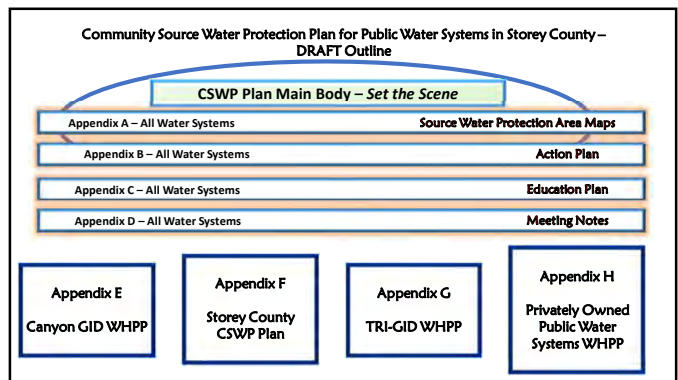 Community Source Water Protection Plan for Public Water Systems in Storey County –
DRAFT Outline
CSWP Plan Main Body – Set the Scene
Appendix A – All Water Systems Source Water Protection Area Maps
Appendix B – All Water Systems Action Plan
Appendix C – All Water Systems Education Plan
Appendix D – All Water Systems Meeting Notes
Appendix E
Canyon GID WHPP
Appendix F
Storey County
CSWP Plan
Appendix G
TRI-GID WHPP
Appendix H
Privately Owned
Public Water
Systems WHPP